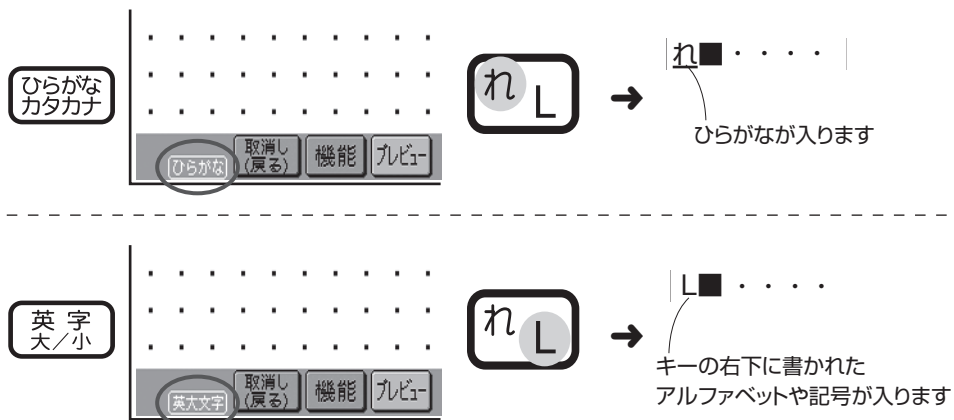 ひらがな
カタカナ
ひらがな
取消し
(戻る)
機能
プレビュー
れ L
れ■・・・・
ひらがなが入ります
英 字
大／小
英大文字
取消し
(戻る)
機能
プレビュー
れ L
L■・・・・
キーの右下に書かれた
アルファベットや記号が入ります